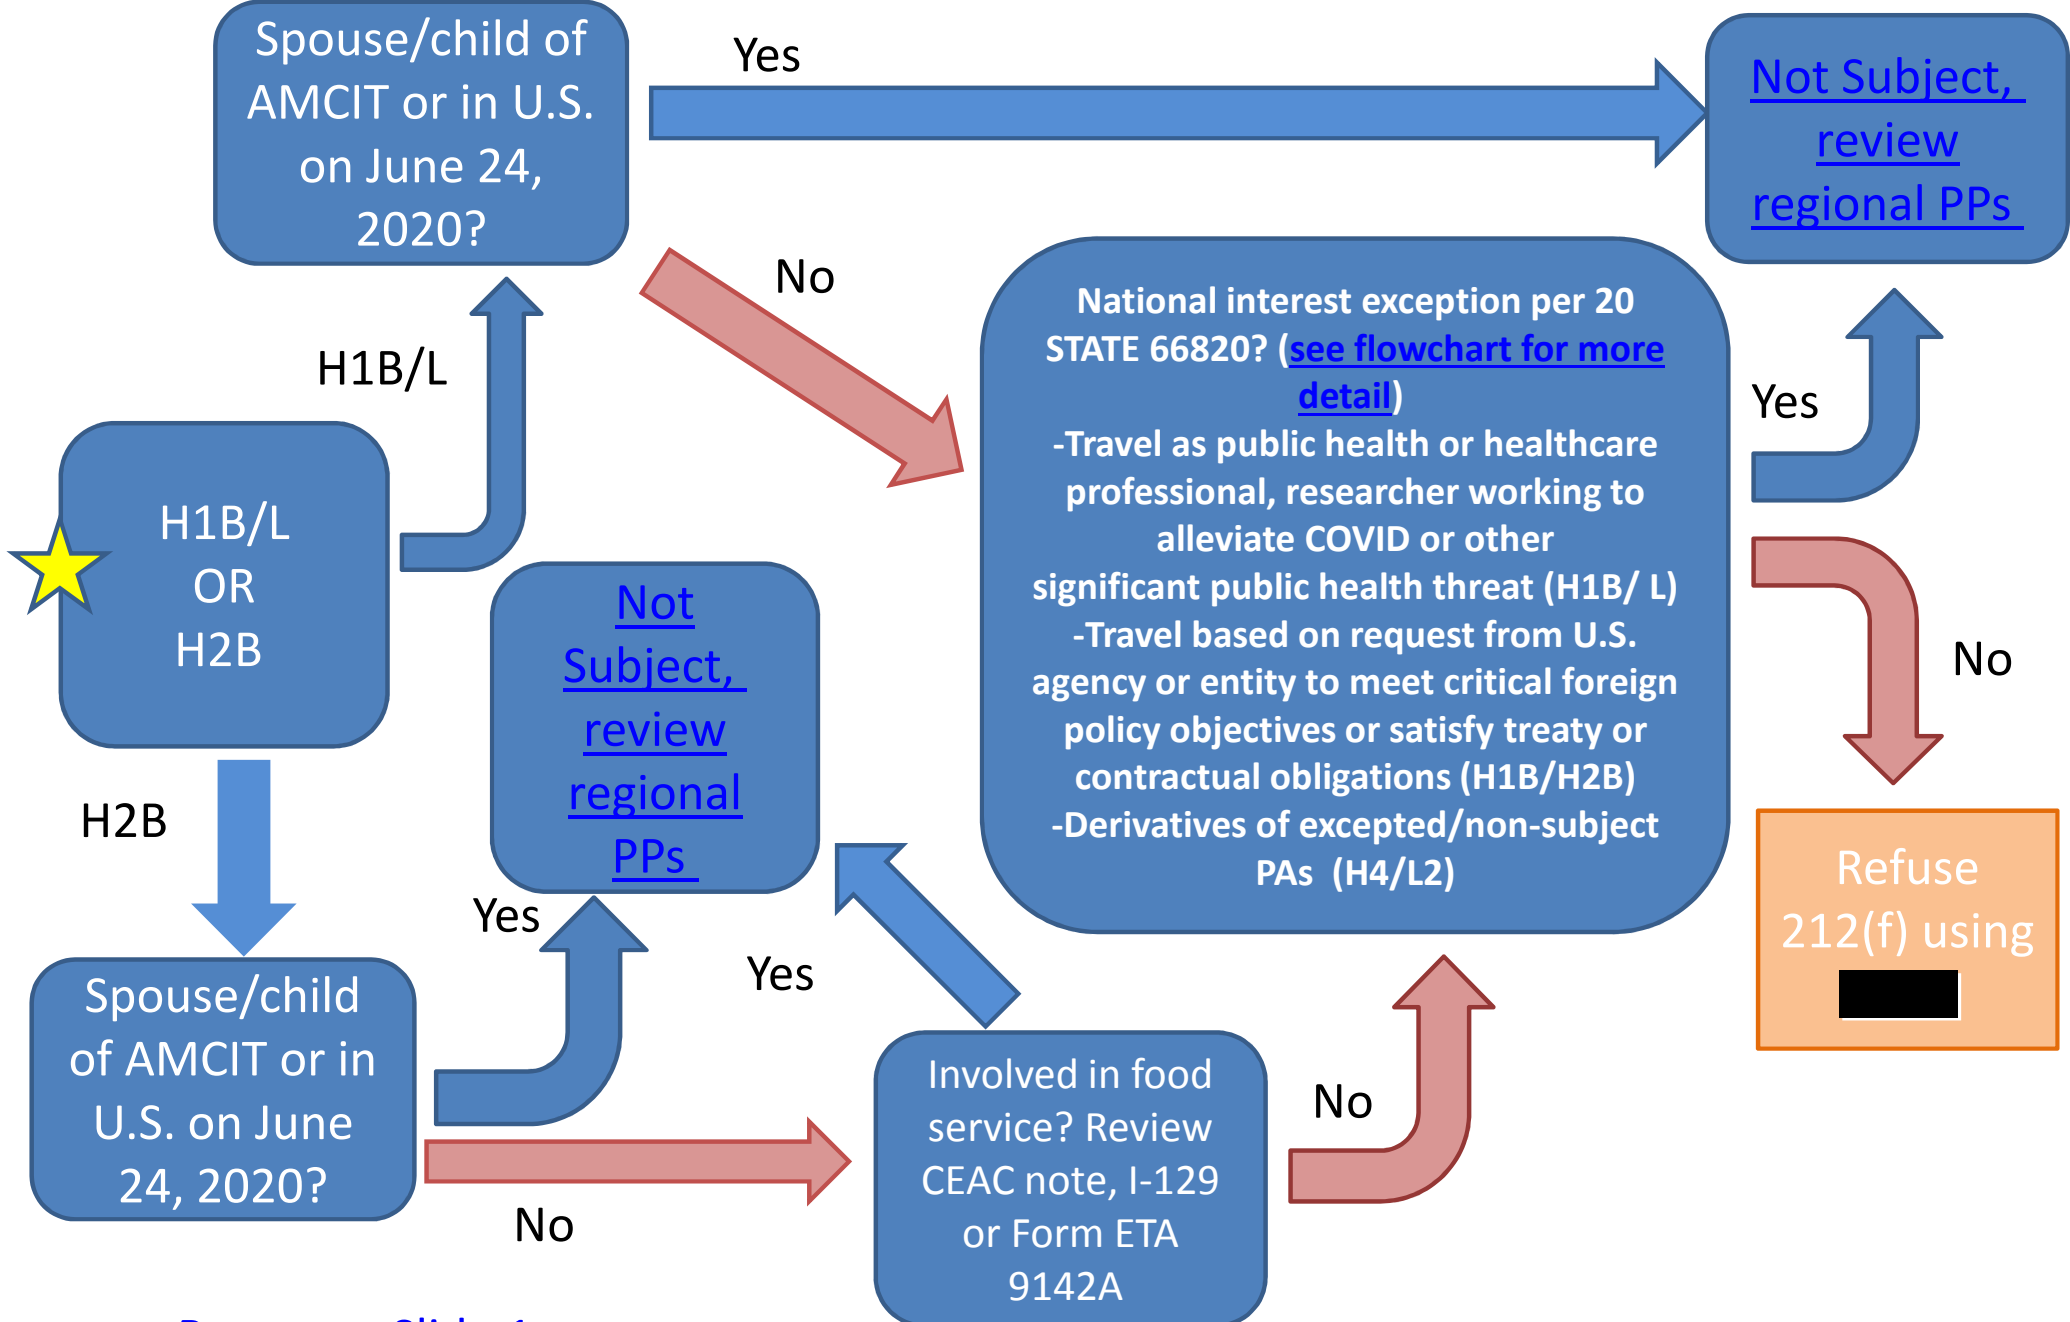 Spouse/child of
AMCIT or in U.S.
on June 24,
2020?
Yes
Not Subject,
review
regional PPs
No
H1B/L
National interest exception per 20
STATE 66820? (see flowchart for more
detail)
-Travel as public health or healthcare
professional, researcher working to
alleviate COVID or other
significant public health threat (H1B/ L)
-Travel based on request from U.S.
agency or entity to meet critical foreign
policy objectives or satisfy treaty or
contractual obligations (H1B/H2B)
-Derivatives of excepted/non-subject
PAs (H4/L2)
Yes
No
H1B/L
OR
H2B
Not
Subject,
review
regional
PPs
H2B
Yes
Yes
Refuse
212(f) using
Spouse/child
of AMCIT or in
U.S. on June
24, 2020?
No
Involved in food
service? Review
CEAC note, I-129
or Form ETA
9142A
No